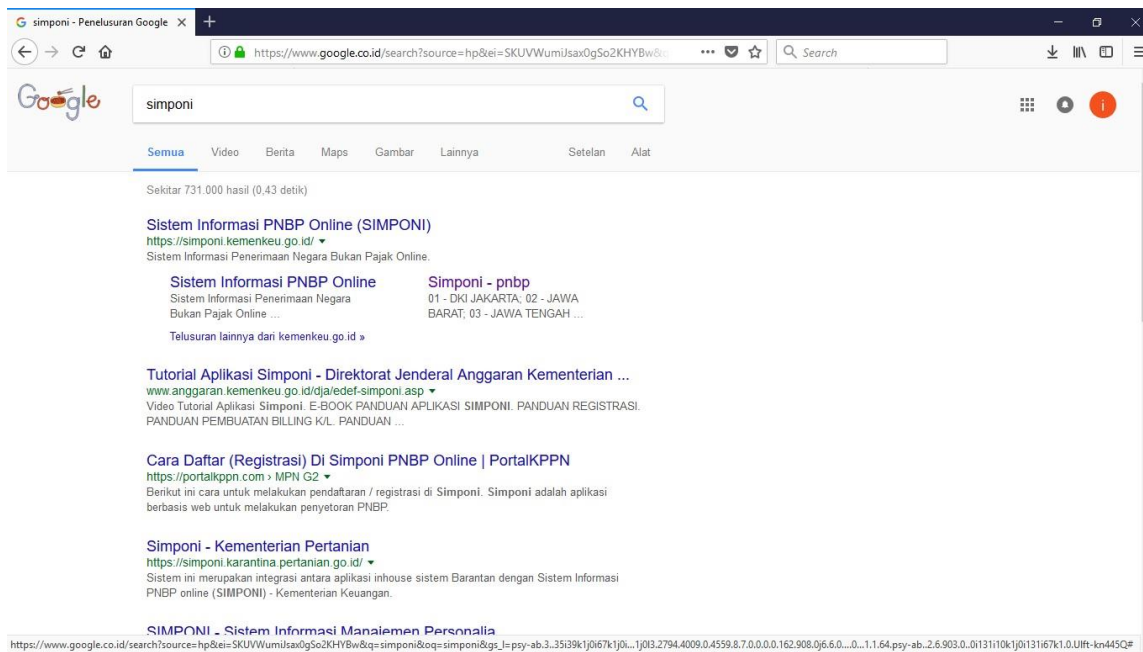 simponi - Penelusuran Google
https://www.google.co.id/search?source=hp&ei=SKUVWumiJsax0gSo2KHYBw&
Search
Google
simponi
i
Semua Video Berita Maps Gambar Lainnya Setelan Alat
Sekitar 731.000 hasil (0,43 detik)
Sistem Informasi PNBP Online (SIMPONI)
https://simponi.kemenkeu.go.id/
Sistem Informasi Penerimaan Negara Bukan Pajak Online.
Sistem Informasi PNBP Online
Sistem Informasi Penerimaan Negara
Bukan Pajak Online ...
Simponi - pnbp
01 - DKI JAKARTA; 02 - JAWA
BARAT; 03 - JAWA TENGAH ...
Telusuran lainnya dari kemenkeu.go.id »
Tutorial Aplikasi Simponi - Direktorat Jenderal Anggaran Kementerian ...
www.anggaran.kemenkeu.go.id/dja/edef-simponi.asp
Video Tutorial Aplikasi Simponi. E-BOOK PANDUAN APLIKASI SIMPONI. PANDUAN REGISTRASI.
PANDUAN PEMBUATAN BILLING K/L. PANDUAN ...
Cara Daftar (Registrasi) Di Simponi PNBP Online | PortalKPPN
https://portalkppn.com › MPN G2
Berikut ini cara untuk melakukan pendaftaran / registrasi di Simponi. Simponi adalah aplikasi
berbasis web untuk melakukan penyetoran PNBP.
Simponi - Kementerian Pertanian
https://simponi.karantina.pertanian.go.id/
Sistem ini merupakan integrasi antara aplikasi inhouse sistem Barantan dengan Sistem Informasi
PNBP online (SIMPONI) - Kementerian Keuangan.
SIMPONI - Sistem Informasi Manajemen Personalia